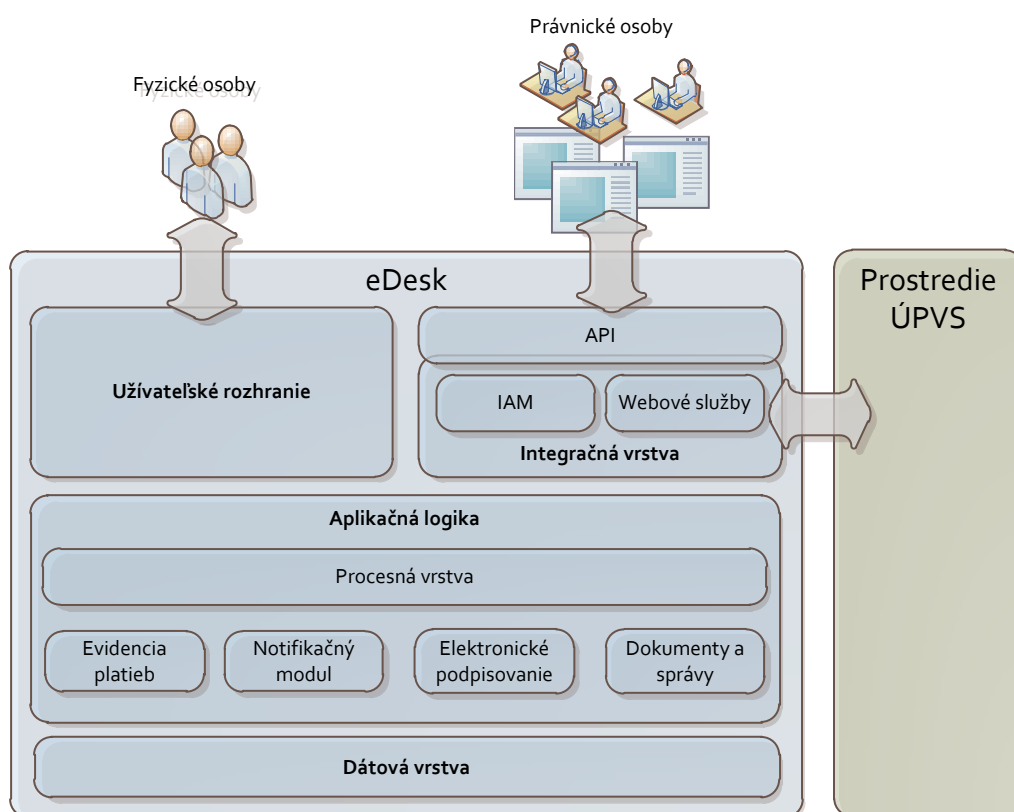 Právnické osoby
Fyzické osoby
eDesk
Prostredie
ÚPVS
API
Užívateľské rozhranie
IAM
Webové služby
Integračná vrstva
Aplikačná logika
Procesná vrstva
Evidencia
platieb
Notifikačný
modul
Elektronické
podpisovanie
Dokumenty a
správy
Dátová vrstva